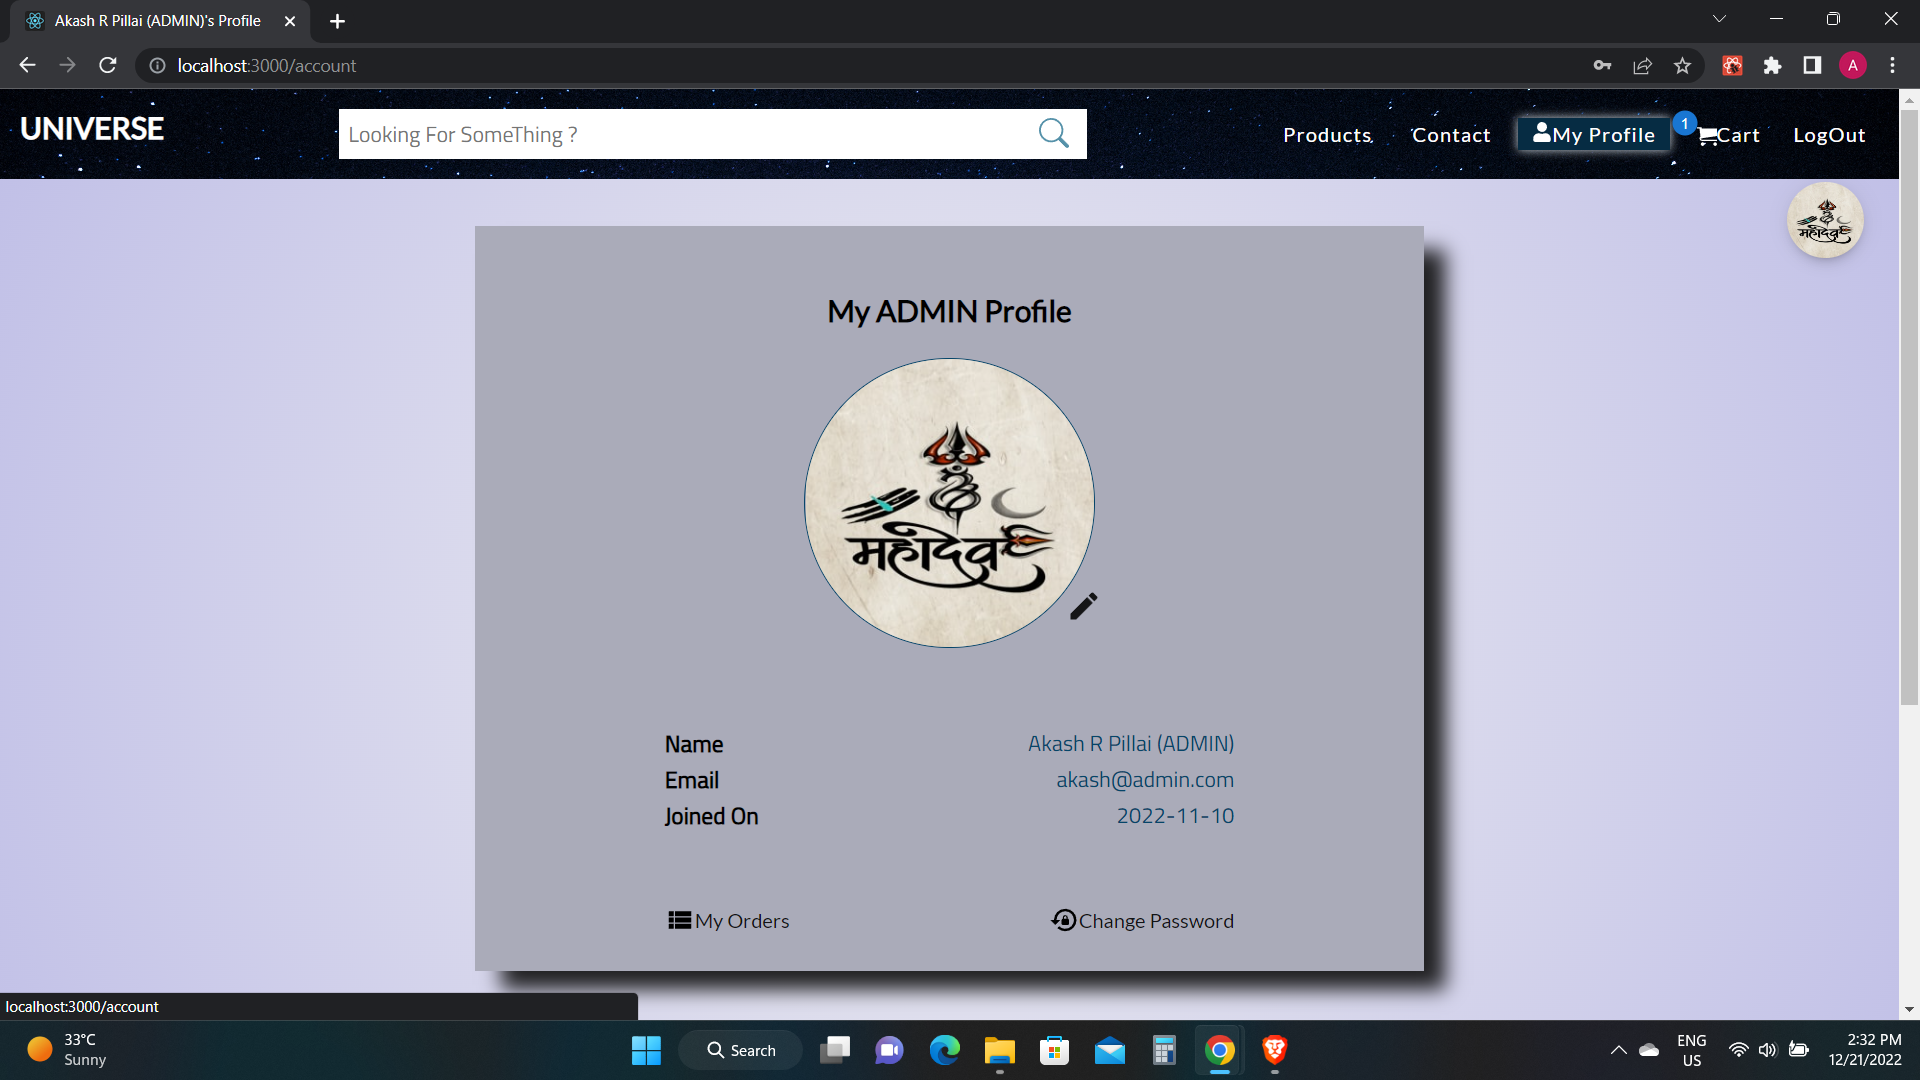 Akash R Pillai (ADMIN)'s Profile
localhost:3000/account
A
UNIVERSE
Looking For SomeThing ?
Products
Contact
My Profile
1
Cart
LogOut
महादेव
My ADMIN Profile
महादेव
Name Akash R Pillai (ADMIN)
Email akash@admin.com
Joined On 2022-11-10
My Orders
Change Password
localhost:3000/account
33°C
Sunny
Search
ENG
US
2:32 PM
12/21/2022